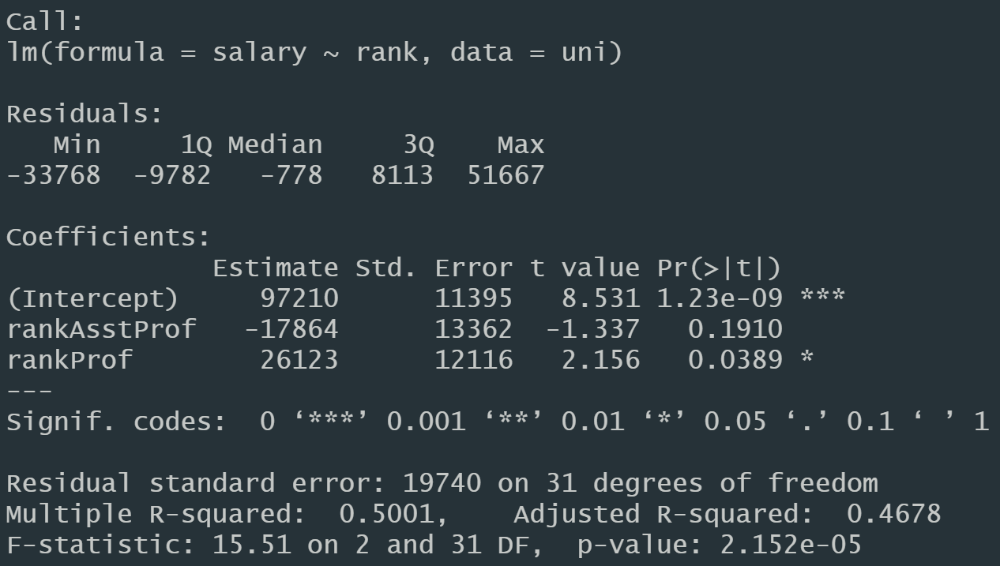 Call:
lm(formula = salary ~ rank, data = uni)
Residuals:
   Min     1Q Median     3Q    Max
-33768  -9782   -778   8113  51667
Coefficients:
             Estimate Std. Error t value Pr(>|t|)
(Intercept)     97210      11395   8.531 1.23e-09 ***
rankAsstProf   -17864      13362  -1.337   0.1910
rankProf        26123      12116   2.156   0.0389 *
---
Signif. codes:  0 ‘***’ 0.001 ‘**’ 0.01 ‘*’ 0.05 ‘.’ 0.1 ‘ ’ 1
Residual standard error: 19740 on 31 degrees of freedom
Multiple R-squared:  0.5001,    Adjusted R-squared:  0.4678
F-statistic: 15.51 on 2 and 31 DF,  p-value: 2.152e-05